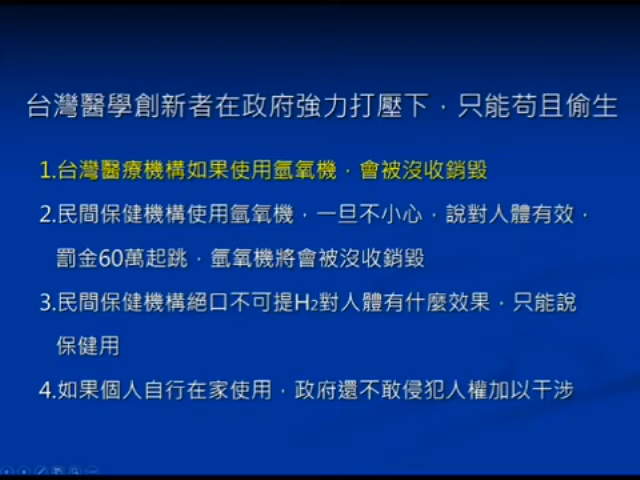 台灣醫學創新者在政府強力打壓下，只能苟且偷生
1.台灣醫療機構如果使用氫氧機，會被沒收銷毀
2.民間保健機構使用氫氧機，一旦不小心，說對人體有效，
罰金60萬起跳，氫氧機將會被沒收銷毀
3.民間保健機構絕口不可提H₂對人體有什麼效果，只能說
保健用
4.如果個人自行在家使用，政府還不敢侵犯人權加以干涉